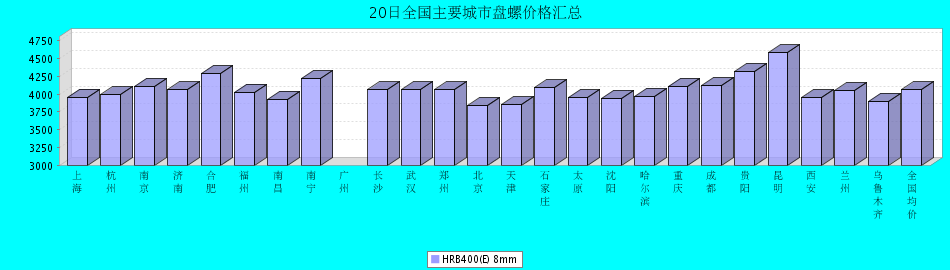 20日全国主要城市盘螺价格汇总
4750
4500
4250
4000
3750
3500
3250
3000
上海
杭州
南京
济南
合肥
福州
南昌
南宁
广州
长沙
武汉
郑州
北京
天津
石家庄
太原
沈阳
哈尔滨
重庆
成都
贵阳
昆明
西安
兰州
乌鲁木齐
全国均价
HRB400(E) 8mm